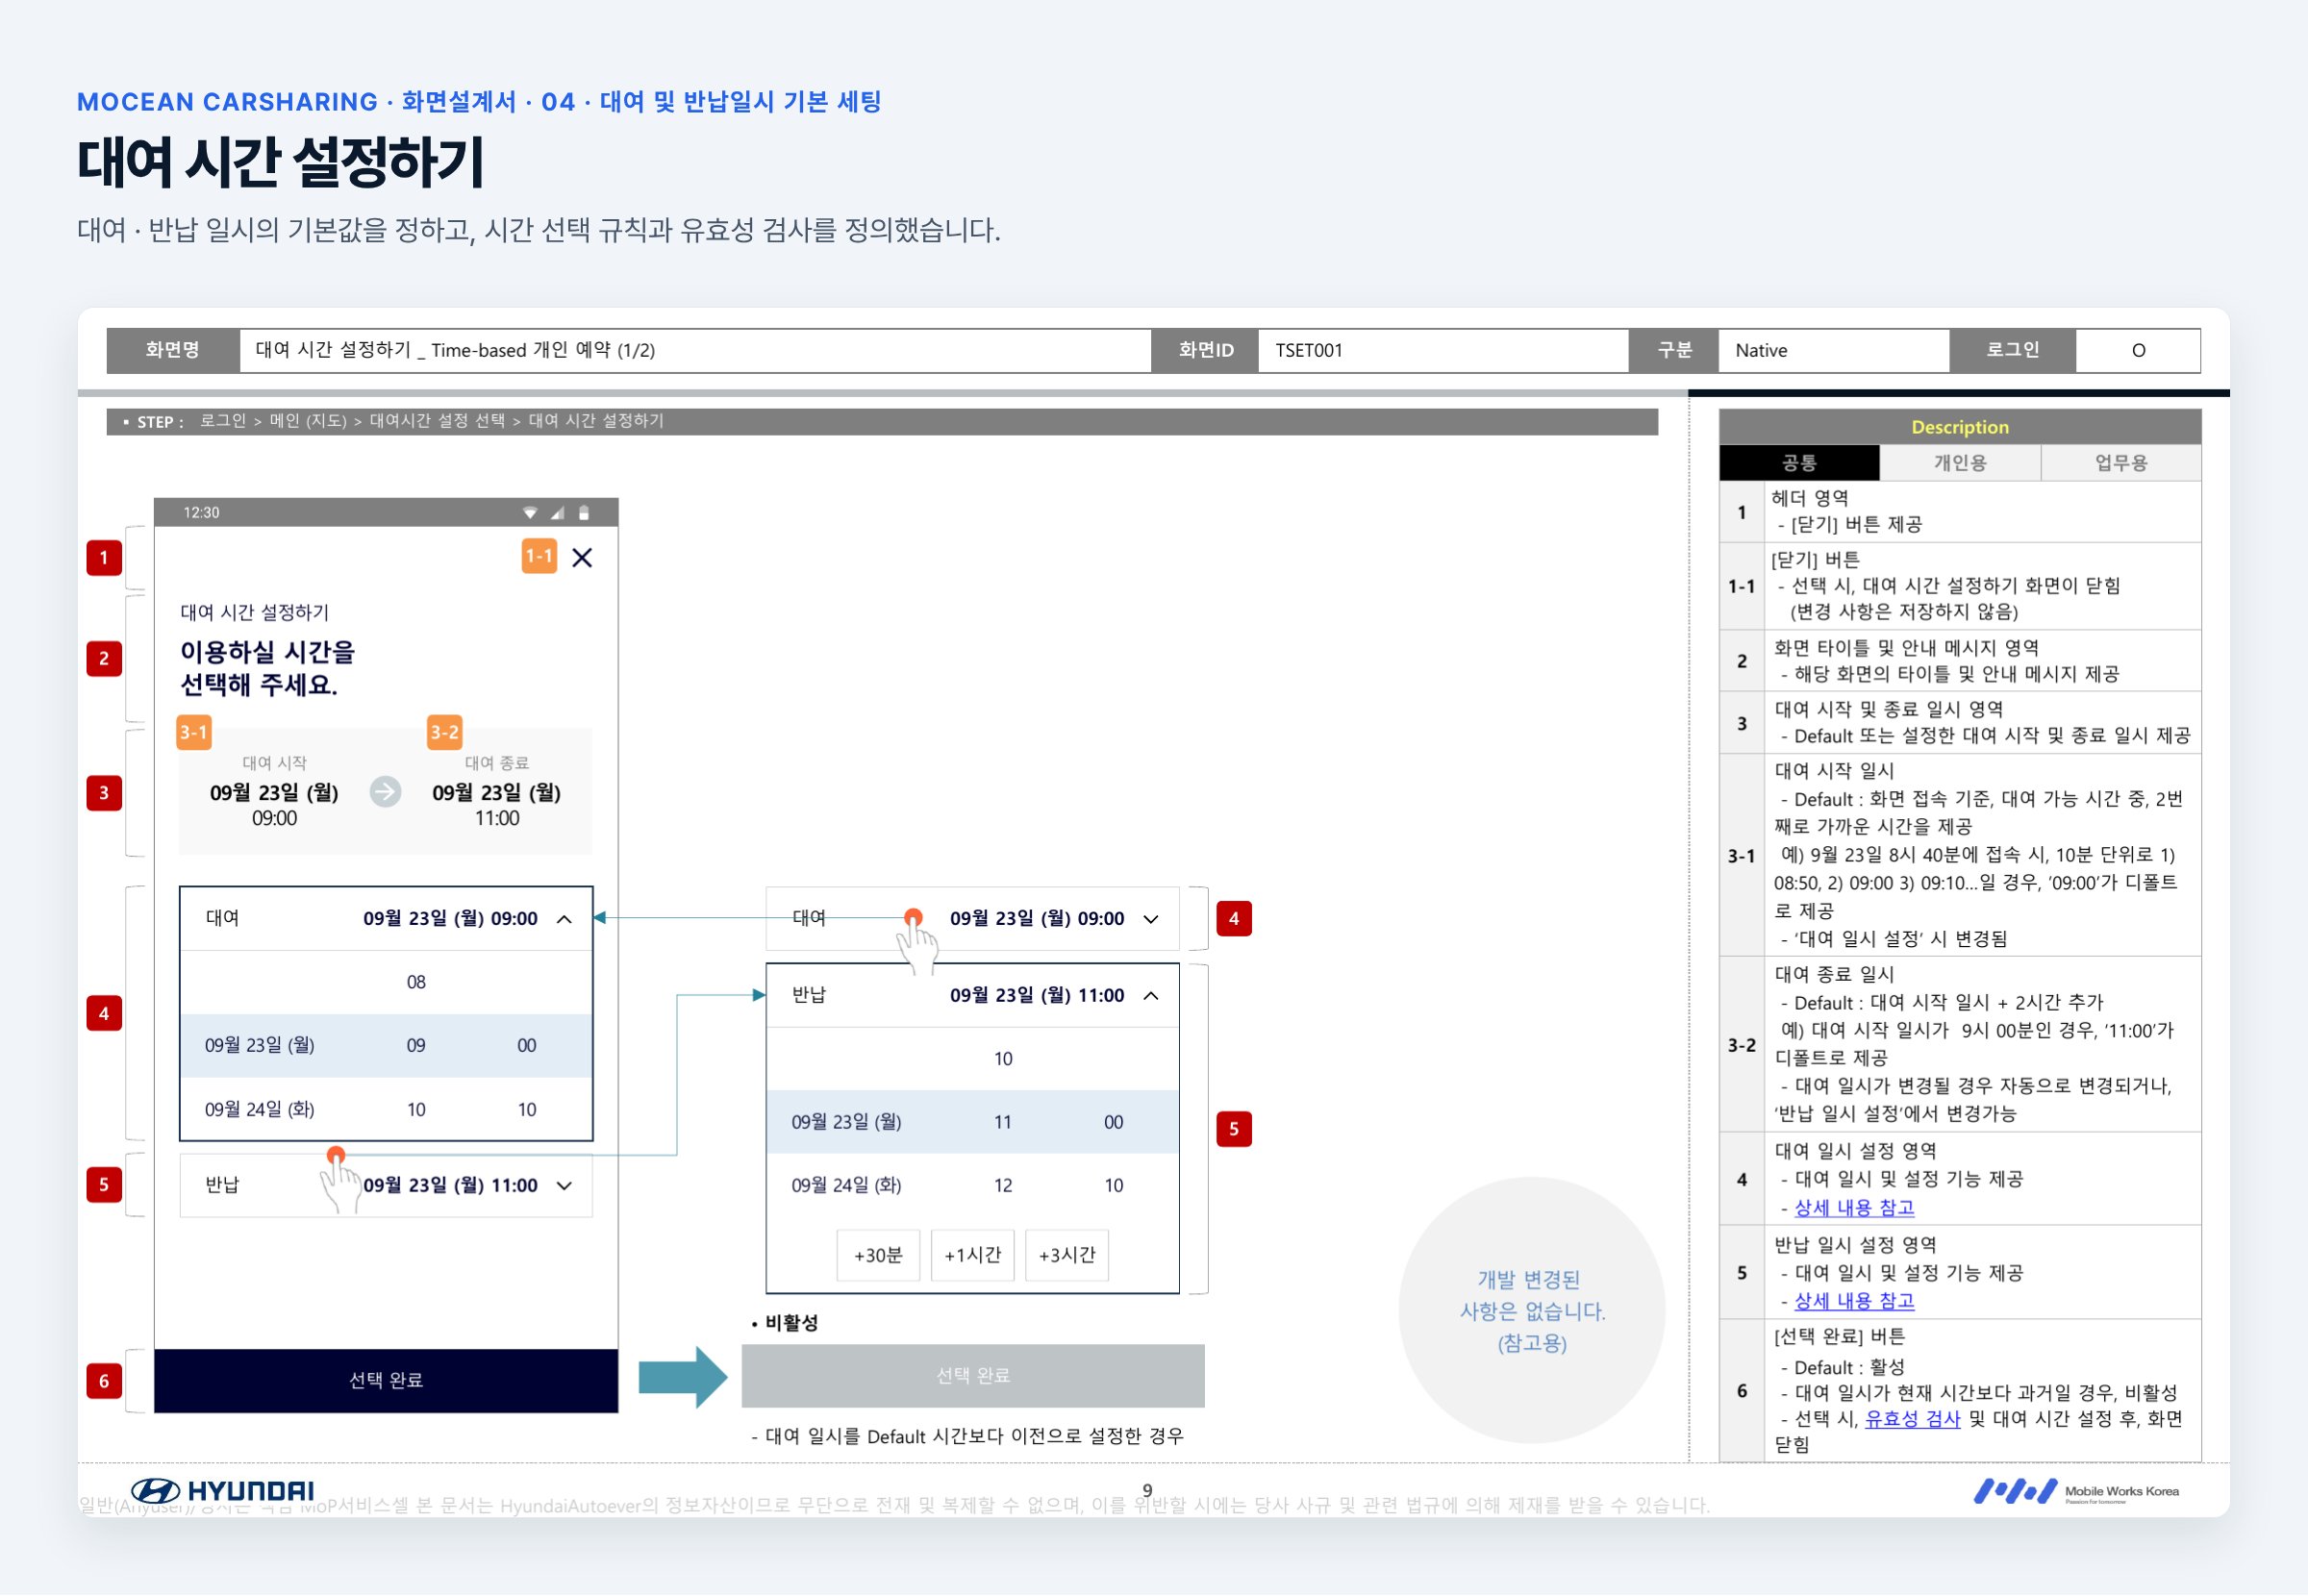 MOCEAN CARSHARING · 화면설계서 · 04 · 대여 및 반납일시 기본 세팅
대여 시간 설정하기
대여 · 반납 일시의 기본값을 정하고, 시간 선택 규칙과 유효성 검사를 정의했습니다.
화면명 대여 시간 설정하기 _ Time-based 개인 예약 (1/2) 화면ID TSET001 구분 Native 로그인 O
▪ STEP : 로그인 > 메인 (지도) > 대여시간 설정 선택 > 대여 시간 설정하기
12:30
1
1-1
2
대여 시간 설정하기
이용하실 시간을
선택해 주세요.
3
3-1 3-2
대여 시작 대여 종료
09월 23일 (월) 09월 23일 (월)
09:00 11:00
4
대여 09월 23일 (월) 09:00
08
09월 23일 (월) 09 00
09월 24일 (화) 10 10
5
반납 09월 23일 (월) 11:00
6
선택 완료
대여 09월 23일 (월) 09:00
4
반납 09월 23일 (월) 11:00
10
09월 23일 (월) 11 00
5
09월 24일 (화) 12 10
+30분 +1시간 +3시간
• 비활성
선택 완료
- 대여 일시를 Default 시간보다 이전으로 설정한 경우
개발 변경된
사항은 없습니다.
(참고용)
Description
공통 개인용 업무용
1 헤더 영역
- [닫기] 버튼 제공
1-1 [닫기] 버튼
- 선택 시, 대여 시간 설정하기 화면이 닫힘
(변경 사항은 저장하지 않음)
2 화면 타이틀 및 안내 메시지 영역
- 해당 화면의 타이틀 및 안내 메시지 제공
3 대여 시작 및 종료 일시 영역
- Default 또는 설정한 대여 시작 및 종료 일시 제공
3-1 대여 시작 일시
- Default : 화면 접속 기준, 대여 가능 시간 중, 2번
째로 가까운 시간을 제공
예) 9월 23일 8시 40분에 접속 시, 10분 단위로 1)
08:50, 2) 09:00 3) 09:10...일 경우, ‘09:00’가 디폴트
로 제공
- ‘대여 일시 설정’ 시 변경됨
3-2 대여 종료 일시
- Default : 대여 시작 일시 + 2시간 추가
예) 대여 시작 일시가 9시 00분인 경우, ‘11:00’가
디폴트로 제공
- 대여 일시가 변경될 경우 자동으로 변경되거나,
‘반납 일시 설정’에서 변경가능
4 대여 일시 설정 영역
- 대여 일시 및 설정 기능 제공
- 상세 내용 참고
5 반납 일시 설정 영역
- 대여 일시 및 설정 기능 제공
- 상세 내용 참고
6 [선택 완료] 버튼
- Default : 활성
- 대여 일시가 현재 시간보다 과거일 경우, 비활성
- 선택 시, 유효성 검사 및 대여 시간 설정 후, 화면
닫힘
HYUNDAI
9
Mobile Works Korea
Passion for tomorrow
MoP서비스셀 본 문서는 HyundaiAutoever의 정보자산이므로 무단으로 전재 및 복제할 수 없으며, 이를 위반할 시에는 당사 사규 및 관련 법규에 의해 제재를 받을 수 있습니다.